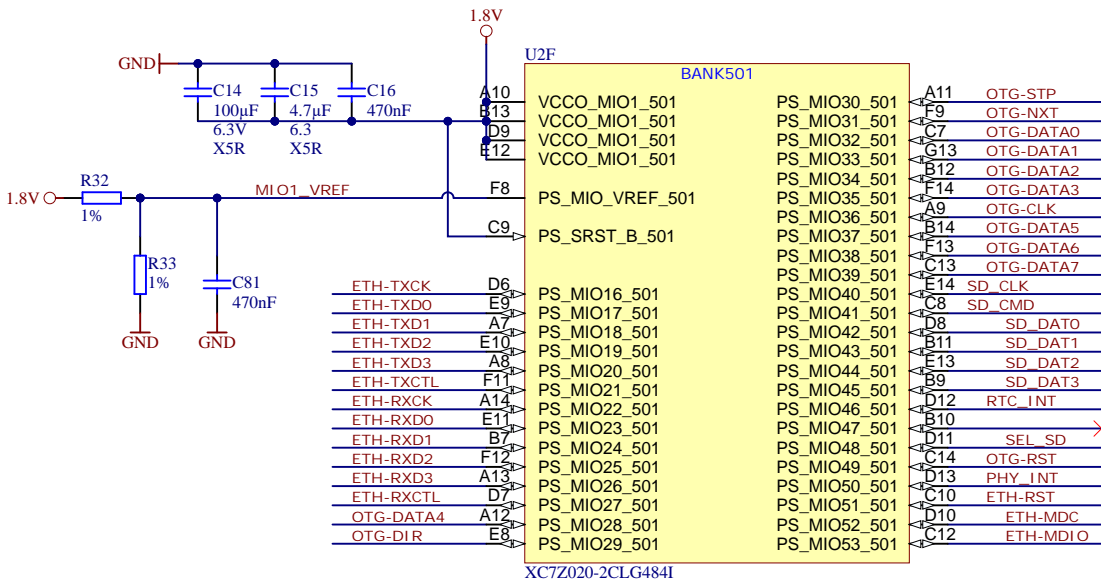 1.8V
U2F
BANK501
GND
C14
100µF
6.3V
X5R
C15
4.7µF
6.3
X5R
C16
470nF
A10 VCCO_MIO1_501
B13 VCCO_MIO1_501
D9 VCCO_MIO1_501
E12 VCCO_MIO1_501
1.8V
R32
1%
MIO1_VREF F8 PS_MIO_VREF_501
C9 PS_SRST_B_501
R33
1%
C81
470nF
GND
GND
ETH-TXCK D6 PS_MIO16_501
ETH-TXD0 E9 PS_MIO17_501
ETH-TXD1 A7 PS_MIO18_501
ETH-TXD2 E10 PS_MIO19_501
ETH-TXD3 A8 PS_MIO20_501
ETH-TXCTL F11 PS_MIO21_501
ETH-RXCK A14 PS_MIO22_501
ETH-RXD0 E11 PS_MIO23_501
ETH-RXD1 B7 PS_MIO24_501
ETH-RXD2 F12 PS_MIO25_501
ETH-RXD3 A13 PS_MIO26_501
ETH-RXCTL D7 PS_MIO27_501
OTG-DATA4 A12 PS_MIO28_501
OTG-DIR E8 PS_MIO29_501
PS_MIO30_501 A11 OTG-STP
PS_MIO31_501 F9 OTG-NXT
PS_MIO32_501 C7 OTG-DATA0
PS_MIO33_501 G13 OTG-DATA1
PS_MIO34_501 B12 OTG-DATA2
PS_MIO35_501 F14 OTG-DATA3
PS_MIO36_501 A9 OTG-CLK
PS_MIO37_501 B14 OTG-DATA5
PS_MIO38_501 F13 OTG-DATA6
PS_MIO39_501 C13 OTG-DATA7
PS_MIO40_501 E14 SD_CLK
PS_MIO41_501 C8 SD_CMD
PS_MIO42_501 D8 SD_DAT0
PS_MIO43_501 B11 SD_DAT1
PS_MIO44_501 E13 SD_DAT2
PS_MIO45_501 B9 SD_DAT3
PS_MIO46_501 D12 RTC_INT
PS_MIO47_501 B10
PS_MIO48_501 D11 SEL_SD
PS_MIO49_501 C14 OTG-RST
PS_MIO50_501 D13 PHY_INT
PS_MIO51_501 C10 ETH-RST
PS_MIO52_501 D10 ETH-MDC
PS_MIO53_501 C12 ETH-MDIO
XC7Z020-2CLG484I